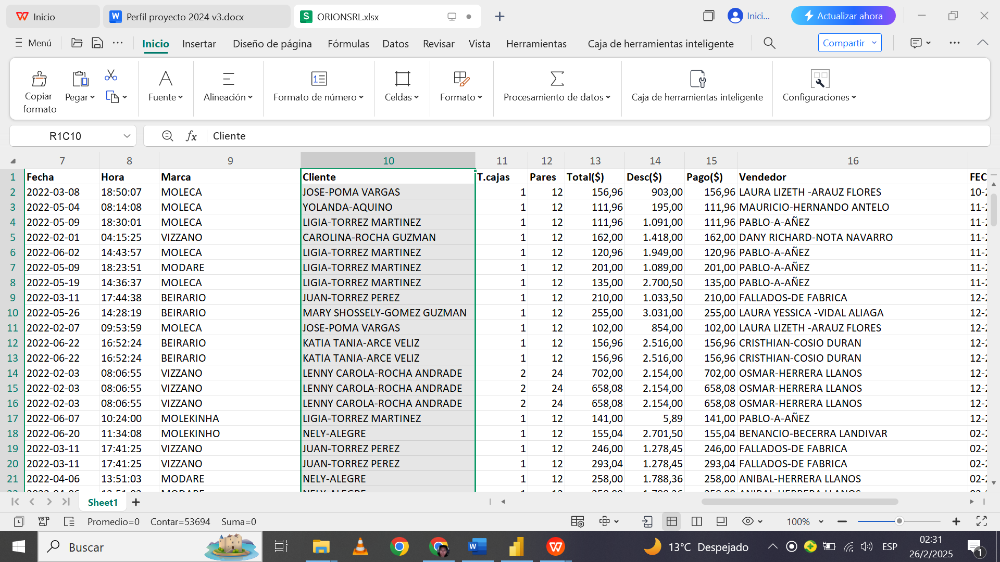 Inicio
Perfil proyecto 2024 v3.docx
ORIONSRL.xlsx
Inici...
Actualizar ahora
Menú
Inicio
Insertar
Diseño de página
Fórmulas
Datos
Revisar
Vista
Herramientas
Caja de herramientas inteligente
Compartir
Copiar formato
Pegar
Fuente
Alineación
Formato de número
Celdas
Formato
Procesamiento de datos
Caja de herramientas inteligente
Configuraciones
R1C10
fx
Cliente
7 8 9 10 11 12 13 14 15 16
1 Fecha Hora Marca Cliente T.cajas Pares Total($) Desc($) Pago($) Vendedor FEC
2 2022-03-08 18:50:07 MOLECA JOSE-POMA VARGAS 1 12 156,96 903,00 156,96 LAURA LIZETH -ARAUZ FLORES 10-2
3 2022-05-04 08:14:08 MOLECA YOLANDA-AQUINO 1 12 111,96 195,00 111,96 MAURICIO-HERNANDO ANTELO 11-2
4 2022-05-09 18:30:01 MOLECA LIGIA-TORREZ MARTINEZ 1 12 111,96 1.091,00 111,96 PABLO-A-AÑEZ 11-2
5 2022-02-01 04:15:25 VIZZANO CAROLINA-ROCHA GUZMAN 1 12 162,00 1.418,00 162,00 DANY RICHARD-NOTA NAVARRO 11-2
6 2022-06-02 14:43:57 MOLECA LIGIA-TORREZ MARTINEZ 1 12 120,96 1.949,00 120,96 PABLO-A-AÑEZ 11-2
7 2022-05-09 18:23:51 MODARE LIGIA-TORREZ MARTINEZ 1 12 201,00 1.089,00 201,00 PABLO-A-AÑEZ 11-2
8 2022-05-19 14:36:37 MOLECA LIGIA-TORREZ MARTINEZ 1 12 135,00 2.700,50 135,00 PABLO-A-AÑEZ 11-2
9 2022-03-11 17:44:38 BEIRARIO JUAN-TORREZ PEREZ 1 12 210,00 1.033,50 210,00 FALLADOS-DE FABRICA 12-2
10 2022-05-26 14:28:19 BEIRARIO MARY SHOSSELY-GOMEZ GUZMAN 1 12 255,00 3.031,00 255,00 LAURA YESSICA -VIDAL ALIAGA 12-2
11 2022-02-07 09:53:59 MOLECA JOSE-POMA VARGAS 1 12 102,00 854,00 102,00 LAURA LIZETH -ARAUZ FLORES 12-2
12 2022-06-22 16:52:24 BEIRARIO KATIA TANIA-ARCE VELIZ 1 12 156,96 2.516,00 156,96 CRISTHIAN-COSIO DURAN 12-2
13 2022-06-22 16:52:24 BEIRARIO KATIA TANIA-ARCE VELIZ 1 12 156,96 2.516,00 156,96 CRISTHIAN-COSIO DURAN 12-2
14 2022-02-03 08:06:55 VIZZANO LENNY CAROLA-ROCHA ANDRADE 2 24 702,00 2.154,00 702,00 OSMAR-HERRERA LLANOS 12-2
15 2022-02-03 08:06:55 VIZZANO LENNY CAROLA-ROCHA ANDRADE 2 24 658,08 2.154,00 658,08 OSMAR-HERRERA LLANOS 12-2
16 2022-02-03 08:06:55 VIZZANO LENNY CAROLA-ROCHA ANDRADE 2 24 658,08 2.154,00 658,08 OSMAR-HERRERA LLANOS 12-2
17 2022-06-07 10:24:00 MOLEKINHA LIGIA-TORREZ MARTINEZ 1 12 141,00 5,89 141,00 PABLO-A-AÑEZ 12-2
18 2022-06-20 11:34:08 MOLEKINHO NELY-ALEGRE 1 12 155,04 2.701,50 155,04 BENANCIO-BECERRA LANDIVAR 02-2
19 2022-03-11 17:41:25 VIZZANO JUAN-TORREZ PEREZ 1 12 246,00 1.278,45 246,00 FALLADOS-DE FABRICA 02-2
20 2022-03-11 17:41:25 VIZZANO JUAN-TORREZ PEREZ 1 12 293,04 1.278,45 293,04 FALLADOS-DE FABRICA 02-2
21 2022-04-06 13:51:03 MODARE NELY-ALEGRE 1 12 258,00 1.788,36 258,00 ANIBAL-HERRERA LLANOS 02-2
Sheet1
Promedio=0 Contar=53694 Suma=0
100%
Buscar
13°C Despejado
ESP
02:31
26/2/2025
1